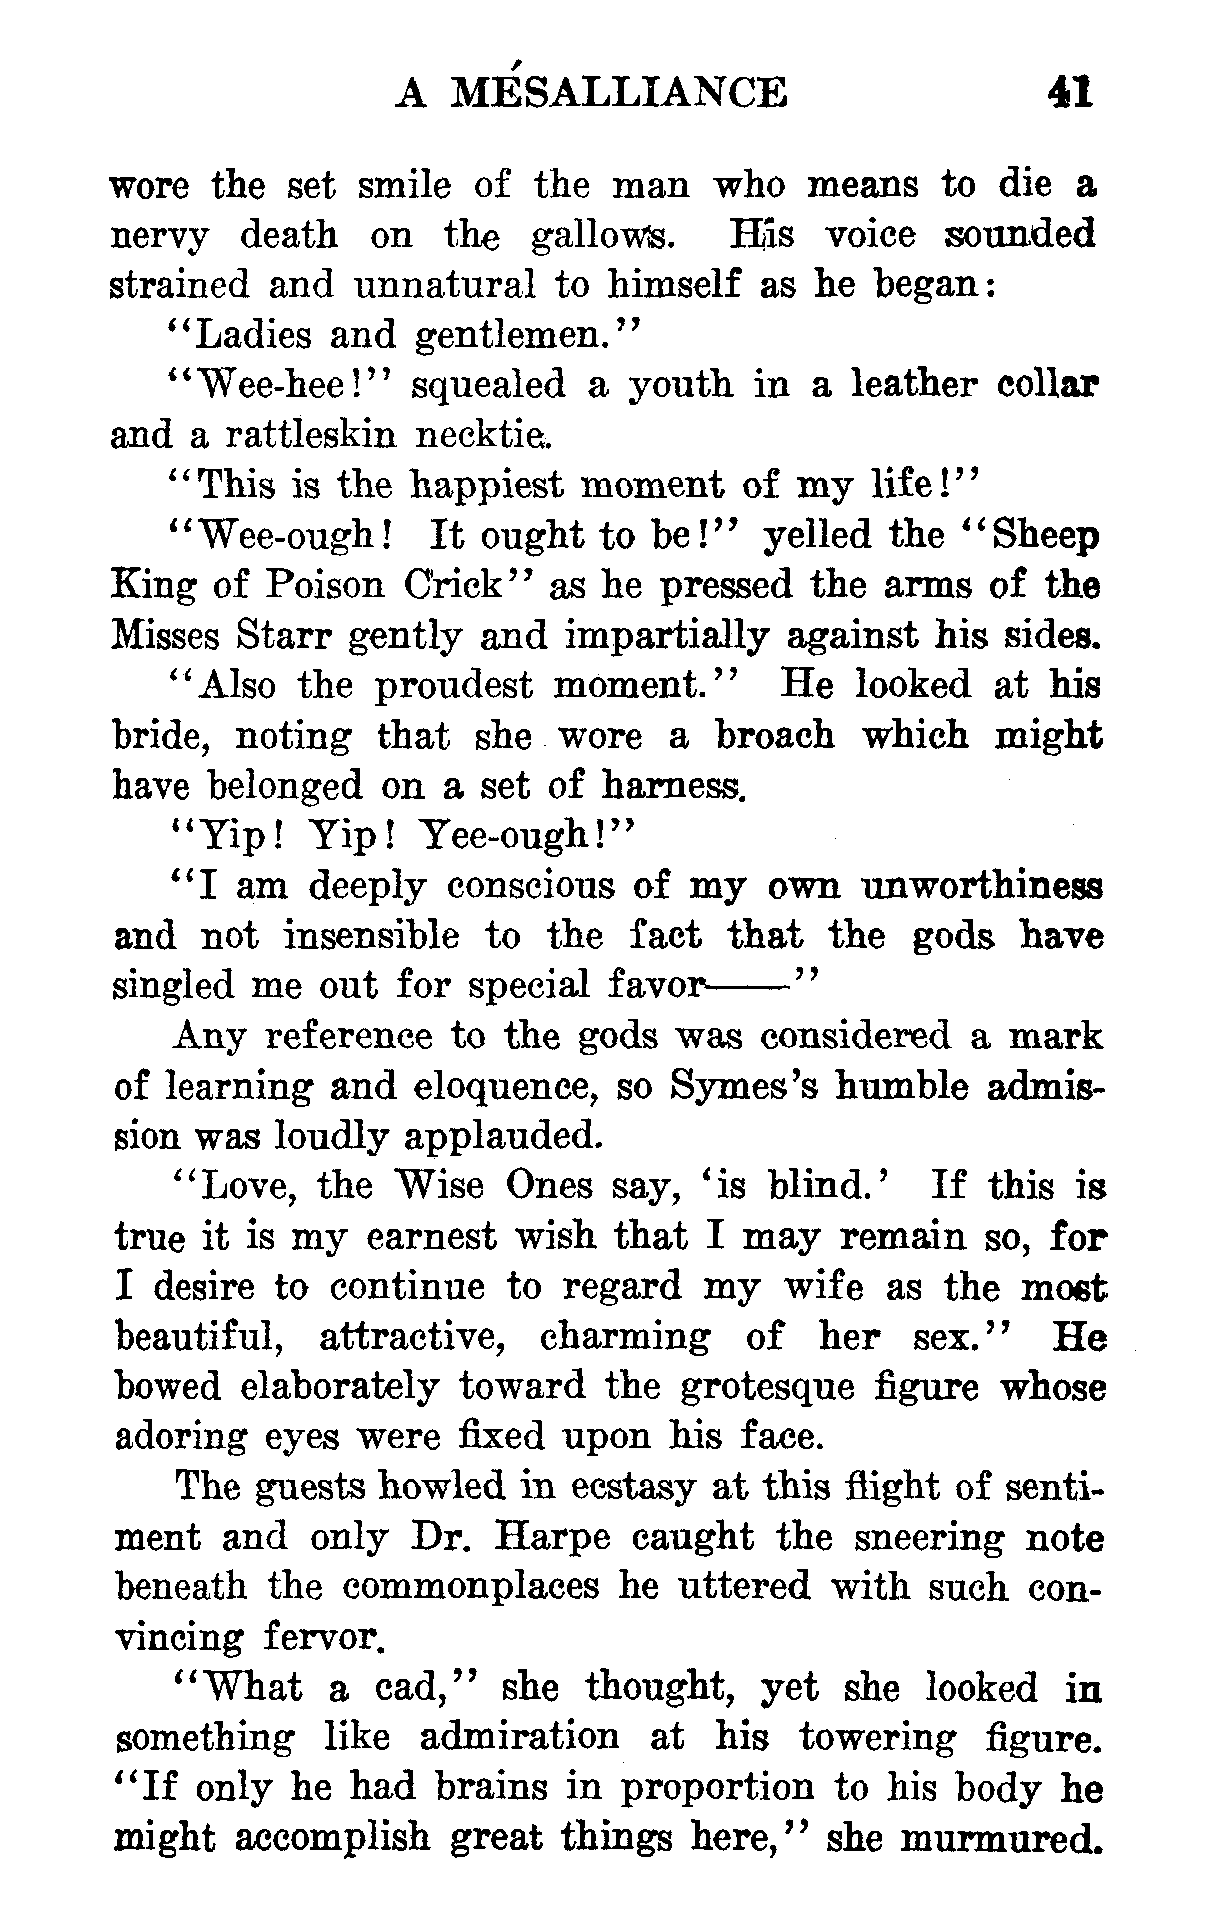 A MÉSALLIANCE 41
wore the set smile of the man who means to die a
nervy death on the gallows. His voice sounded
strained and unnatural to himself as he began:
"Ladies and gentlemen."
"Wee-hee!" squealed a youth in a leather collar
and a rattleskin necktie.
"This is the happiest moment of my life!"
"Wee-ough! It ought to be!" yelled the "Sheep
King of Poison Crick" as he pressed the arms of the
Misses Starr gently and impartially against his sides.
"Also the proudest moment." He looked at his
bride, noting that she wore a broach which might
have belonged on a set of harness.
"Yip! Yip! Yee-ough!"
"I am deeply conscious of my own unworthiness
and not insensible to the fact that the gods have
singled me out for special favor——"
Any reference to the gods was considered a mark
of learning and eloquence, so Symes's humble admis-
sion was loudly applauded.
"Love, the Wise Ones say, 'is blind.' If this is
true it is my earnest wish that I may remain so, for
I desire to continue to regard my wife as the most
beautiful, attractive, charming of her sex." He
bowed elaborately toward the grotesque figure whose
adoring eyes were fixed upon his face.
The guests howled in ecstasy at this flight of senti-
ment and only Dr. Harpe caught the sneering note
beneath the commonplaces he uttered with such con-
vincing fervor.
"What a cad," she thought, yet she looked in
something like admiration at his towering figure.
"If only he had brains in proportion to his body he
might accomplish great things here," she murmured.